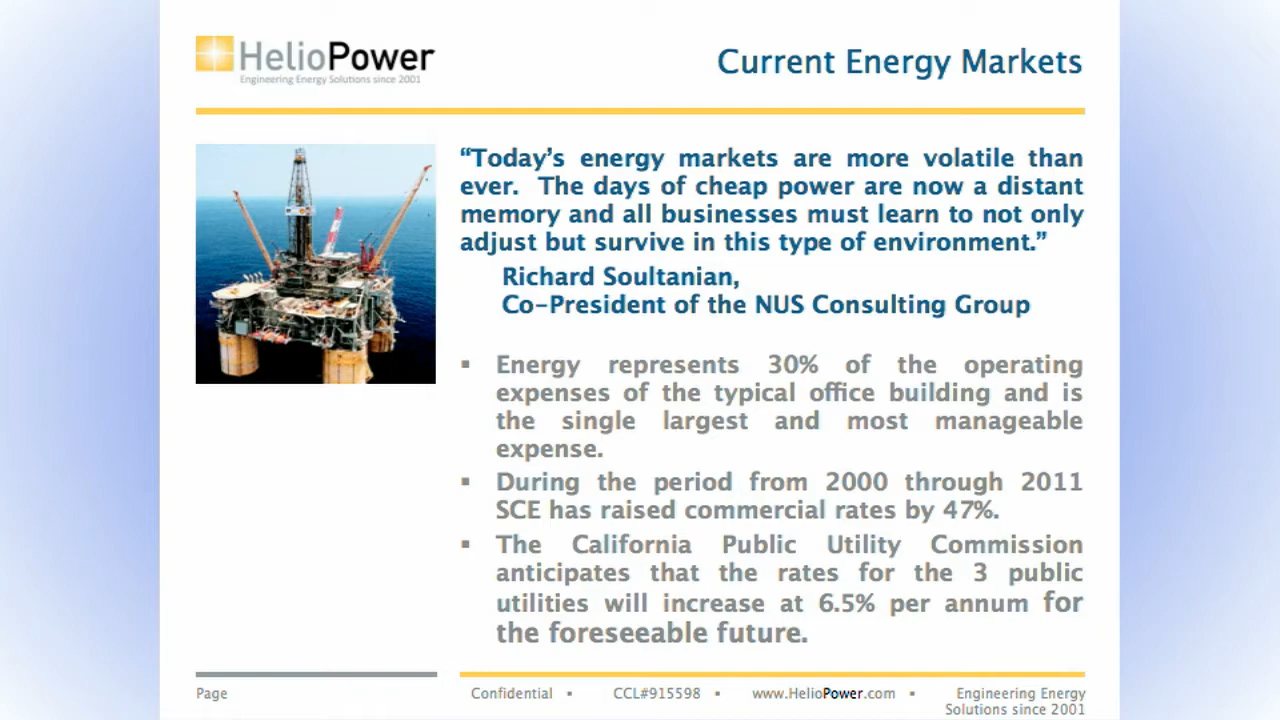 HelioPower
Engineering Energy Solutions since 2001
Current Energy Markets
“Today’s energy markets are more volatile than
ever. The days of cheap power are now a distant
memory and all businesses must learn to not only
adjust but survive in this type of environment.”
Richard Soultanian,
Co-President of the NUS Consulting Group
▪ Energy represents 30% of the operating
expenses of the typical office building and is
the single largest and most manageable
expense.
▪ During the period from 2000 through 2011
SCE has raised commercial rates by 47%.
▪ The California Public Utility Commission
anticipates that the rates for the 3 public
utilities will increase at 6.5% per annum for
the foreseeable future.
Page
Confidential ▪ CCL#915598 ▪ www.HelioPower.com ▪ Engineering Energy
Solutions since 2001